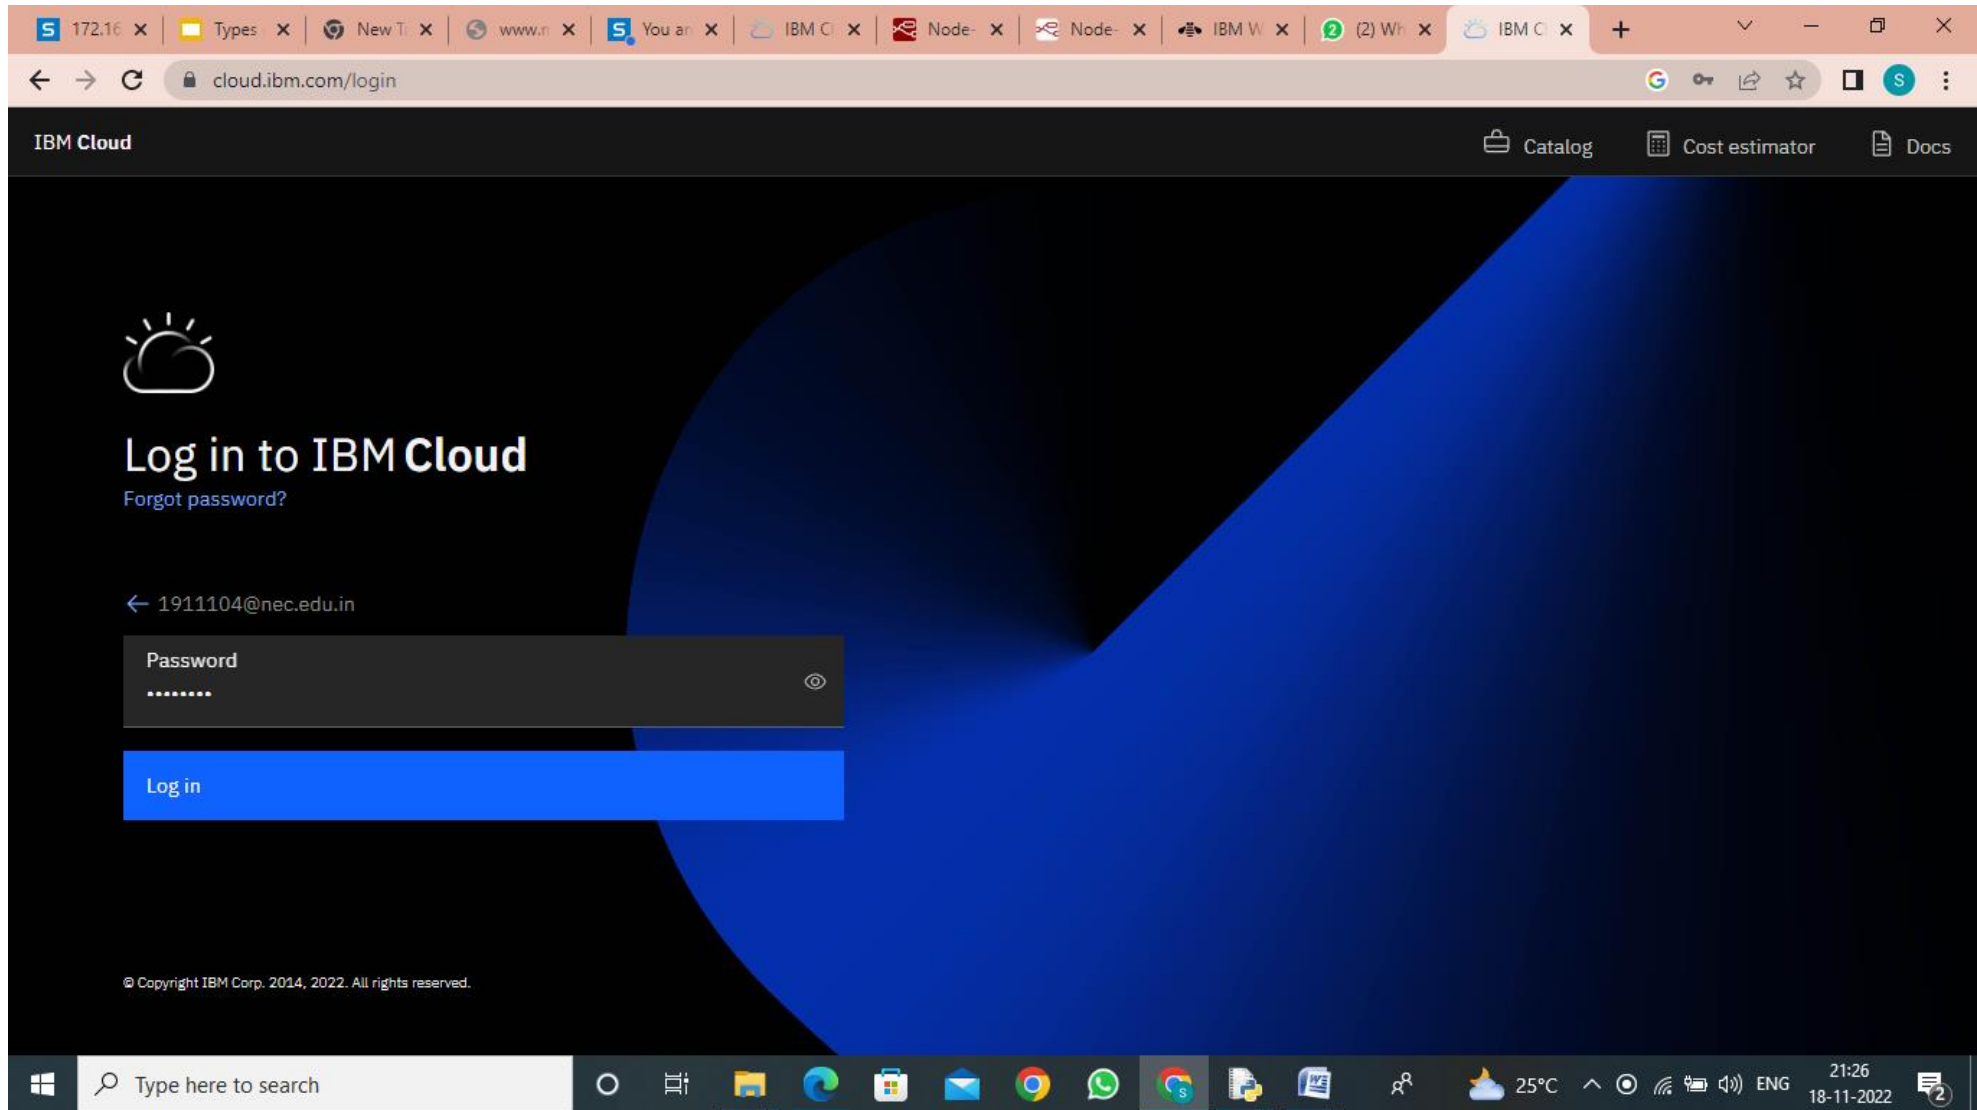 172.16 Types New T www.n You ar IBM Cl Node- Node- IBM W (2) Wh IBM Cl
cloud.ibm.com/login
IBM Cloud Catalog Cost estimator Docs
Log in to IBM Cloud
Forgot password?
1911104@nec.edu.in
Password
Log in
© Copyright IBM Corp. 2014, 2022. All rights reserved.
Type here to search 25°C ENG 21:26
18-11-2022 2